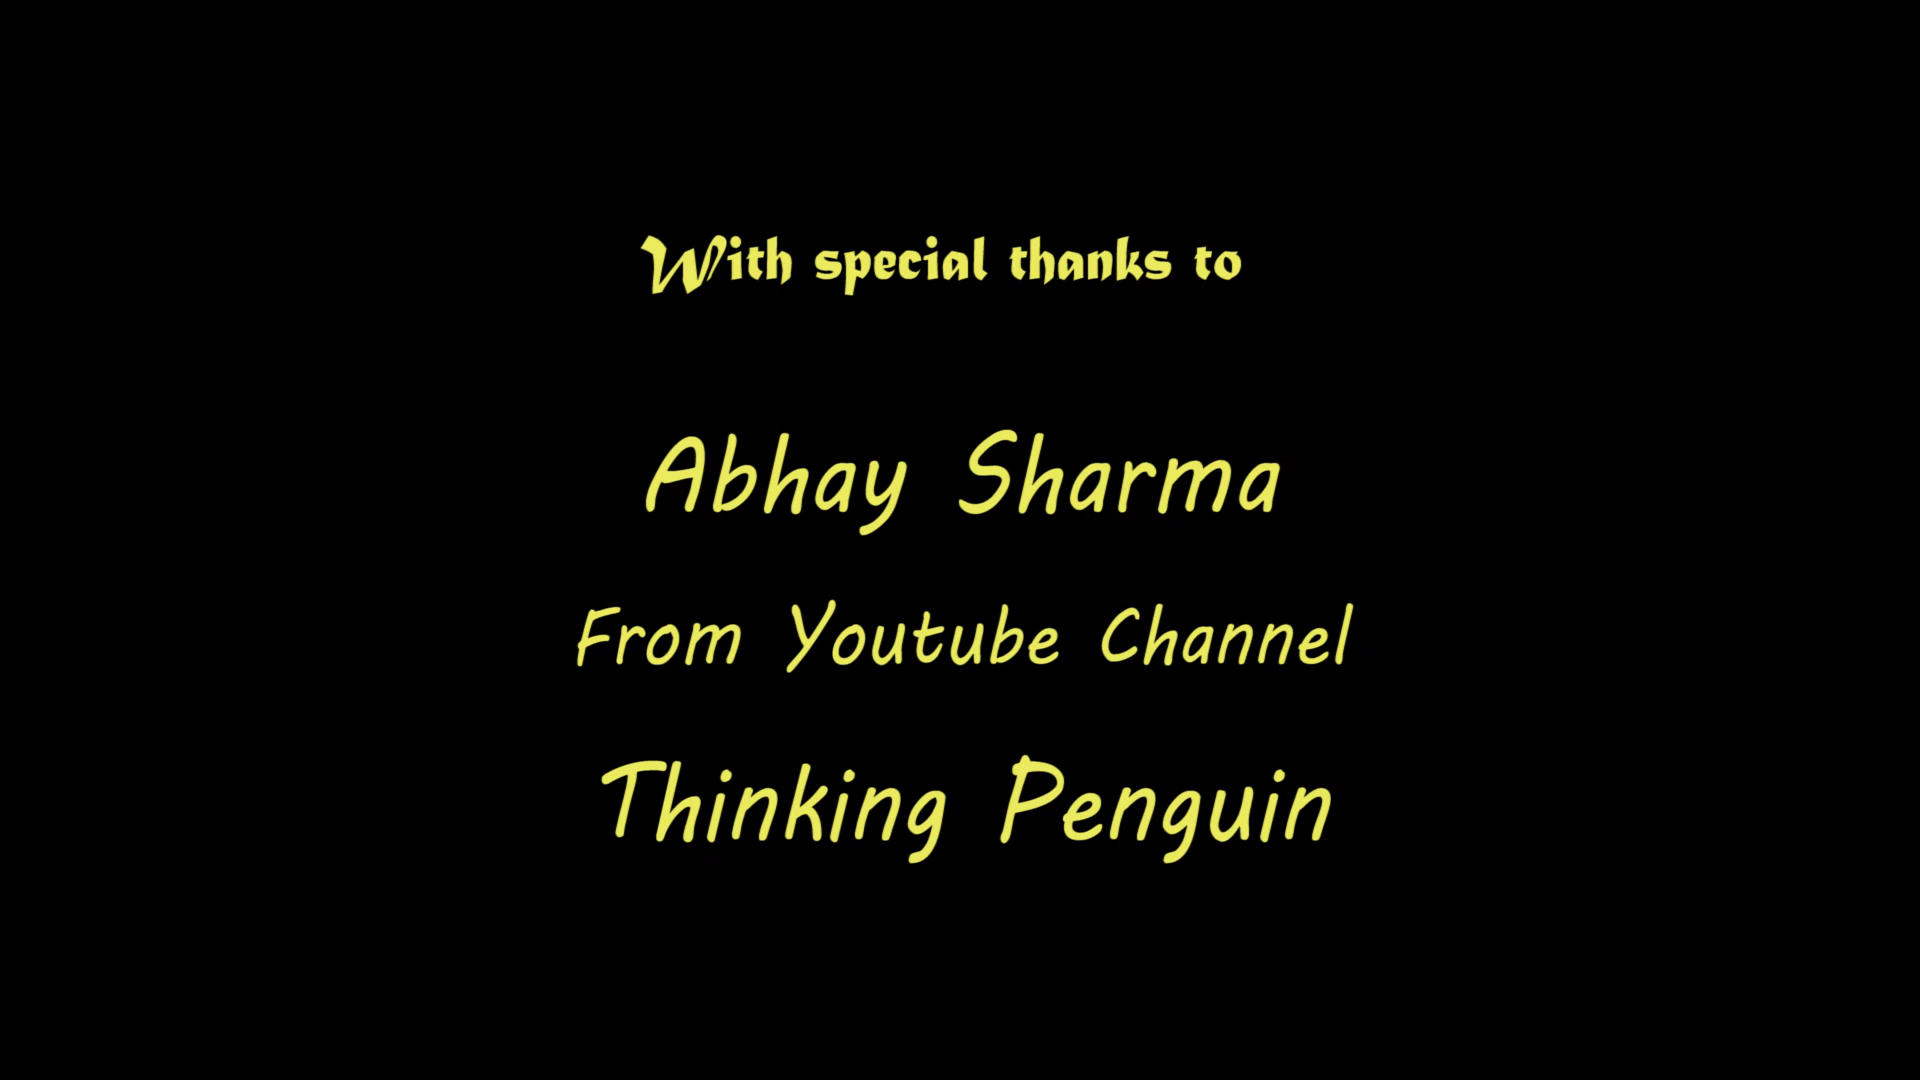 With special thanks to
Abhay Sharma
From Youtube Channel
Thinking Penguin